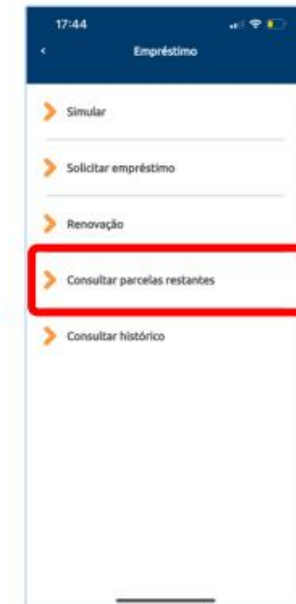 17:44
Empréstimo
Simular
Solicitar empréstimo
Renovação
Consultar parcelas restantes
Consultar histórico